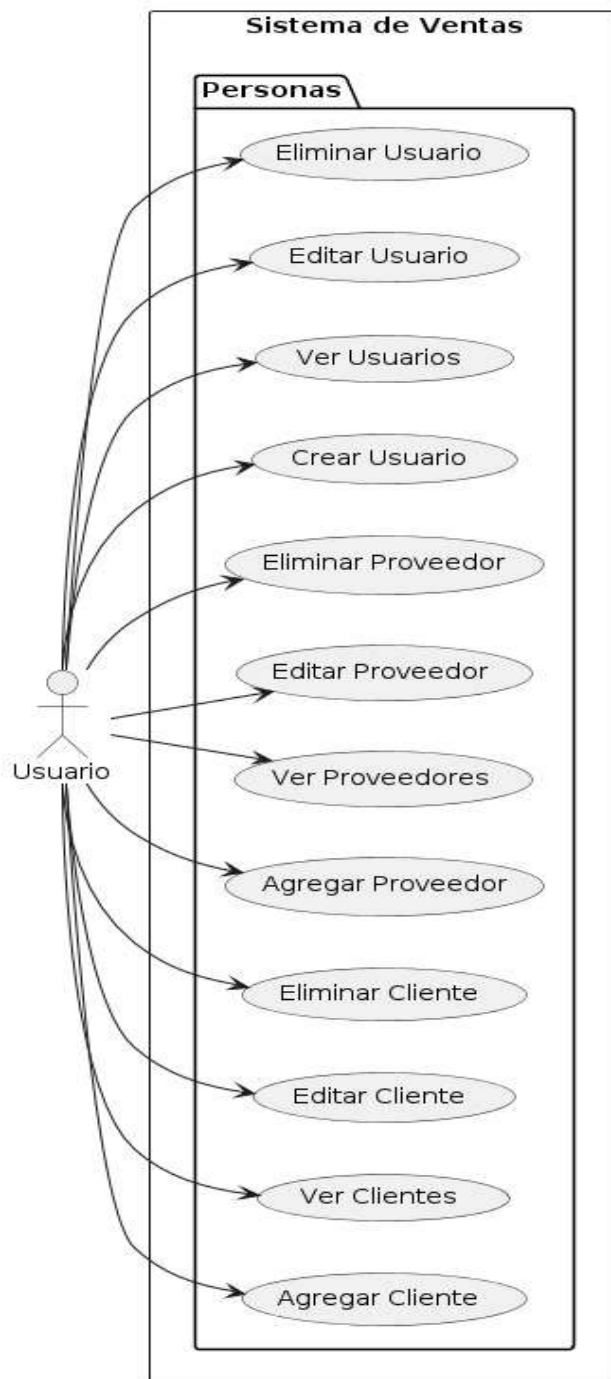 Sistema de Ventas
Personas
Eliminar Usuario
Editar Usuario
Ver Usuarios
Crear Usuario
Eliminar Proveedor
Editar Proveedor
Usuario
Ver Proveedores
Agregar Proveedor
Eliminar Cliente
Editar Cliente
Ver Clientes
Agregar Cliente